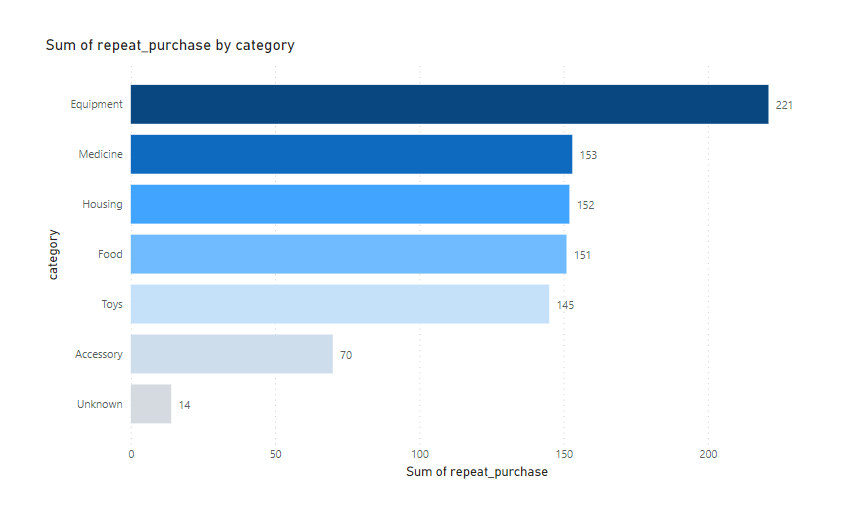 Sum of repeat_purchase by category
category
Equipment 221
Medicine 153
Housing 152
Food 151
Toys 145
Accessory 70
Unknown 14
0 50 100 150 200
Sum of repeat_purchase